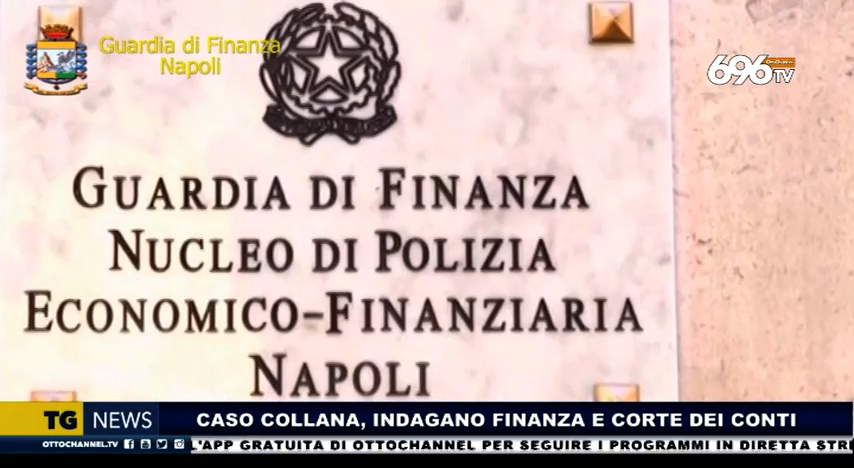 Guardia di Finanza
Napoli
696 TV
GUARDIA DI FINANZA
NUCLEO DI POLIZIA
ECONOMICO-FINANZIARIA
NAPOLI
TG NEWS
CASO COLLANA, INDAGANO FINANZA E CORTE DEI CONTI
OTTOCHANNEL.TV
L'APP GRATUITA DI OTTOCHANNEL PER SEGUIRE I PROGRAMMI IN DIRETTA STRE